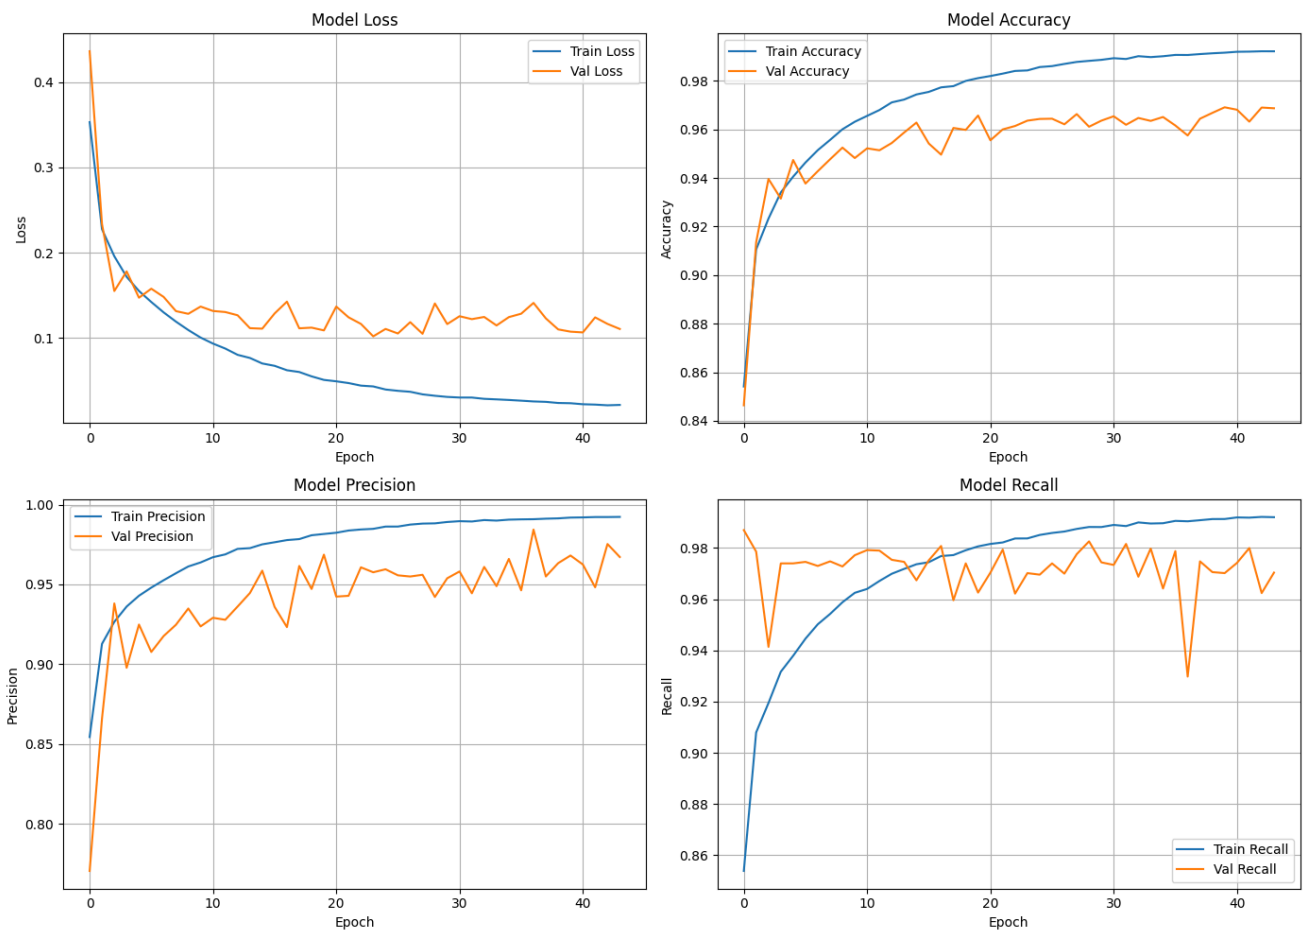 Model Loss
Train Loss
Val Loss
0.4
0.3
0.2
0.1
Loss
0
10
20
30
40
Epoch
Model Accuracy
Train Accuracy
Val Accuracy
0.98
0.96
0.94
0.92
0.90
0.88
0.86
0.84
Accuracy
0
10
20
30
40
Epoch
Model Precision
Train Precision
Val Precision
1.00
0.95
0.90
0.85
0.80
Precision
0
10
20
30
40
Epoch
Model Recall
0.98
0.96
0.94
0.92
0.90
0.88
0.86
Recall
Train Recall
Val Recall
0
10
20
30
40
Epoch